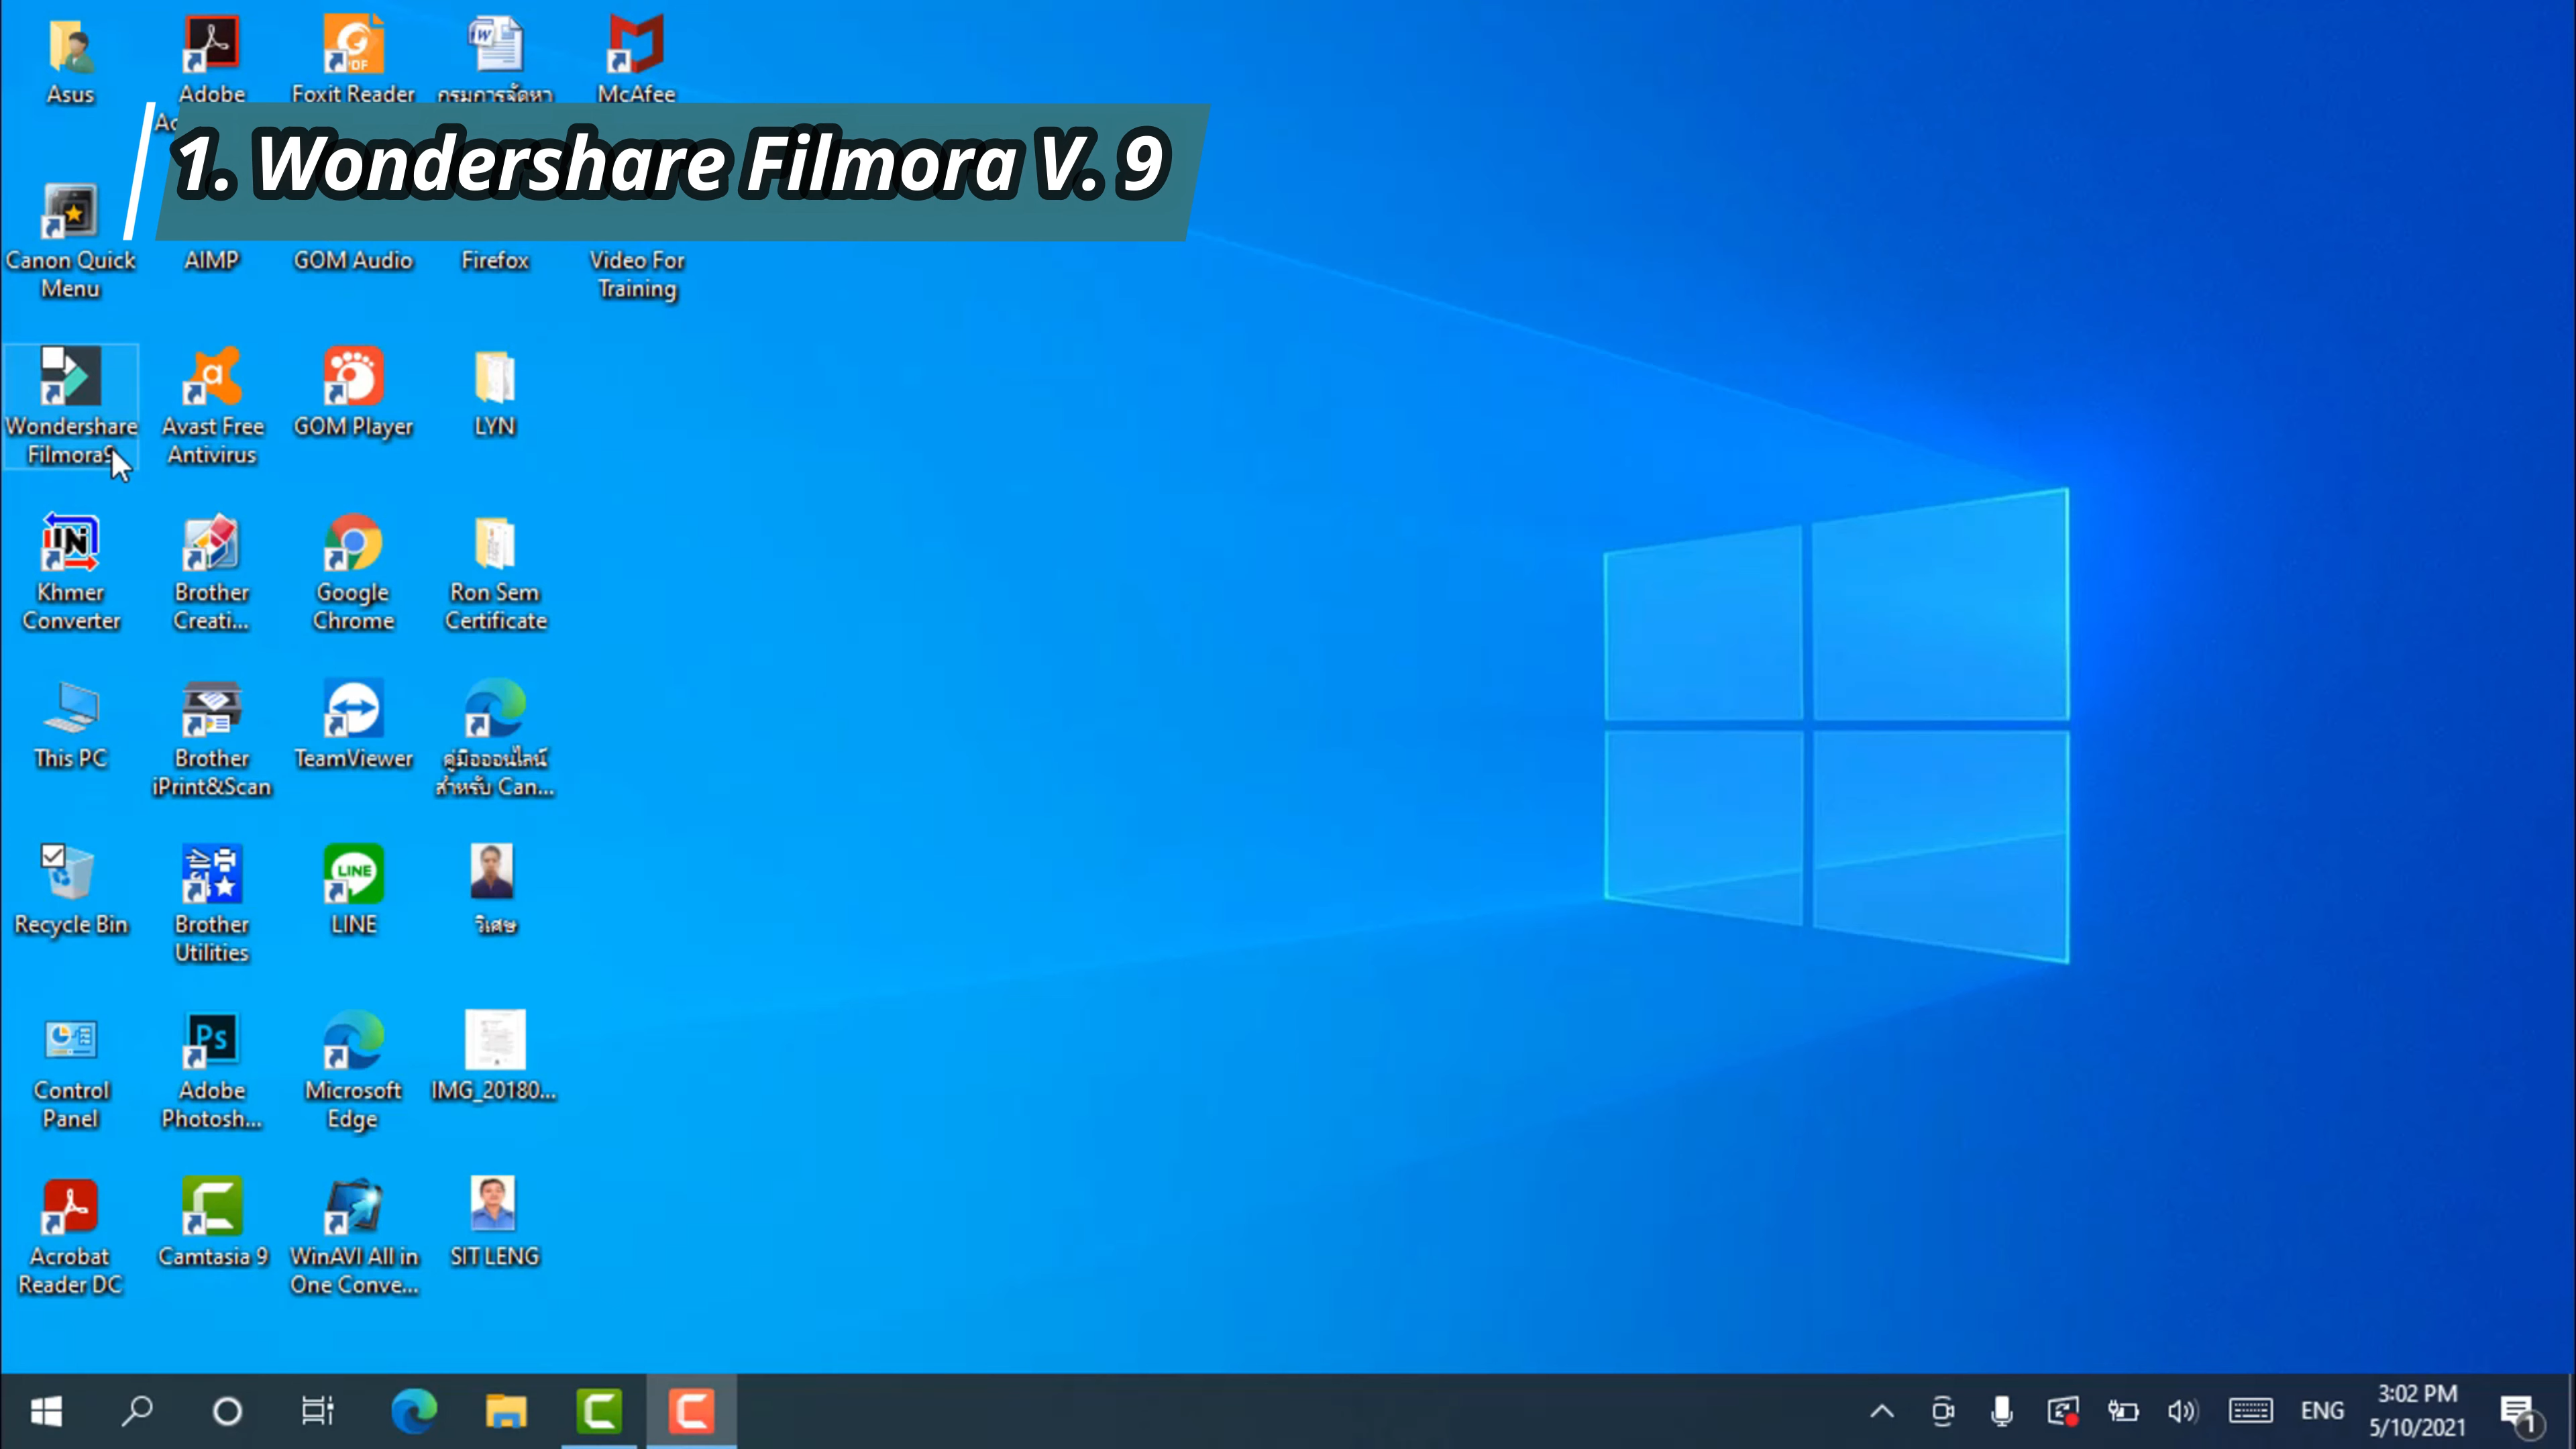 Asus
Adobe
Foxit Reader
กรมการจัดหา
McAfee
1. Wondershare Filmora V. 9
Canon Quick
Menu
AIMP
GOM Audio
Firefox
Video For
Training
Wondershare
Filmora9
Avast Free
Antivirus
GOM Player
LYN
Khmer
Converter
Brother
Creati...
Google
Chrome
Ron Sem
Certificate
This PC
Brother
iPrint&Scan
TeamViewer
คู่มือออนไลน์
สำหรับ Can...
Recycle Bin
Brother
Utilities
LINE
LINE
วิเศษ
Control
Panel
Ps
Adobe
Photosh...
Microsoft
Edge
IMG_20180...
Acrobat
Reader DC
Camtasia 9
WinAVI All in
One Conve...
SIT LENG
ENG
3:02 PM
5/10/2021
1